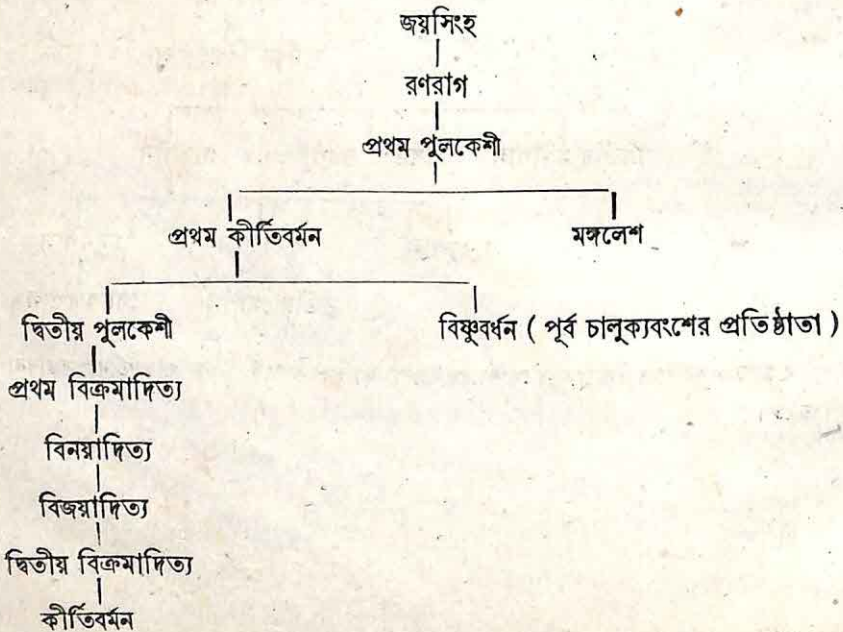 জয়সিংহ
রণরাগ
প্রথম পুলকেশী
প্রথম কীর্তিবর্মন মঙ্গলেশ
দ্বিতীয় পুলকেশী বিষ্ণুবর্ধন ( পূর্ব চালুক্যবংশের প্রতিষ্ঠাতা )
প্রথম বিক্রমাদিত্য
বিনয়াদিত্য
বিজয়াদিত্য
দ্বিতীয় বিক্রমাদিত্য
কীর্তিবর্মন